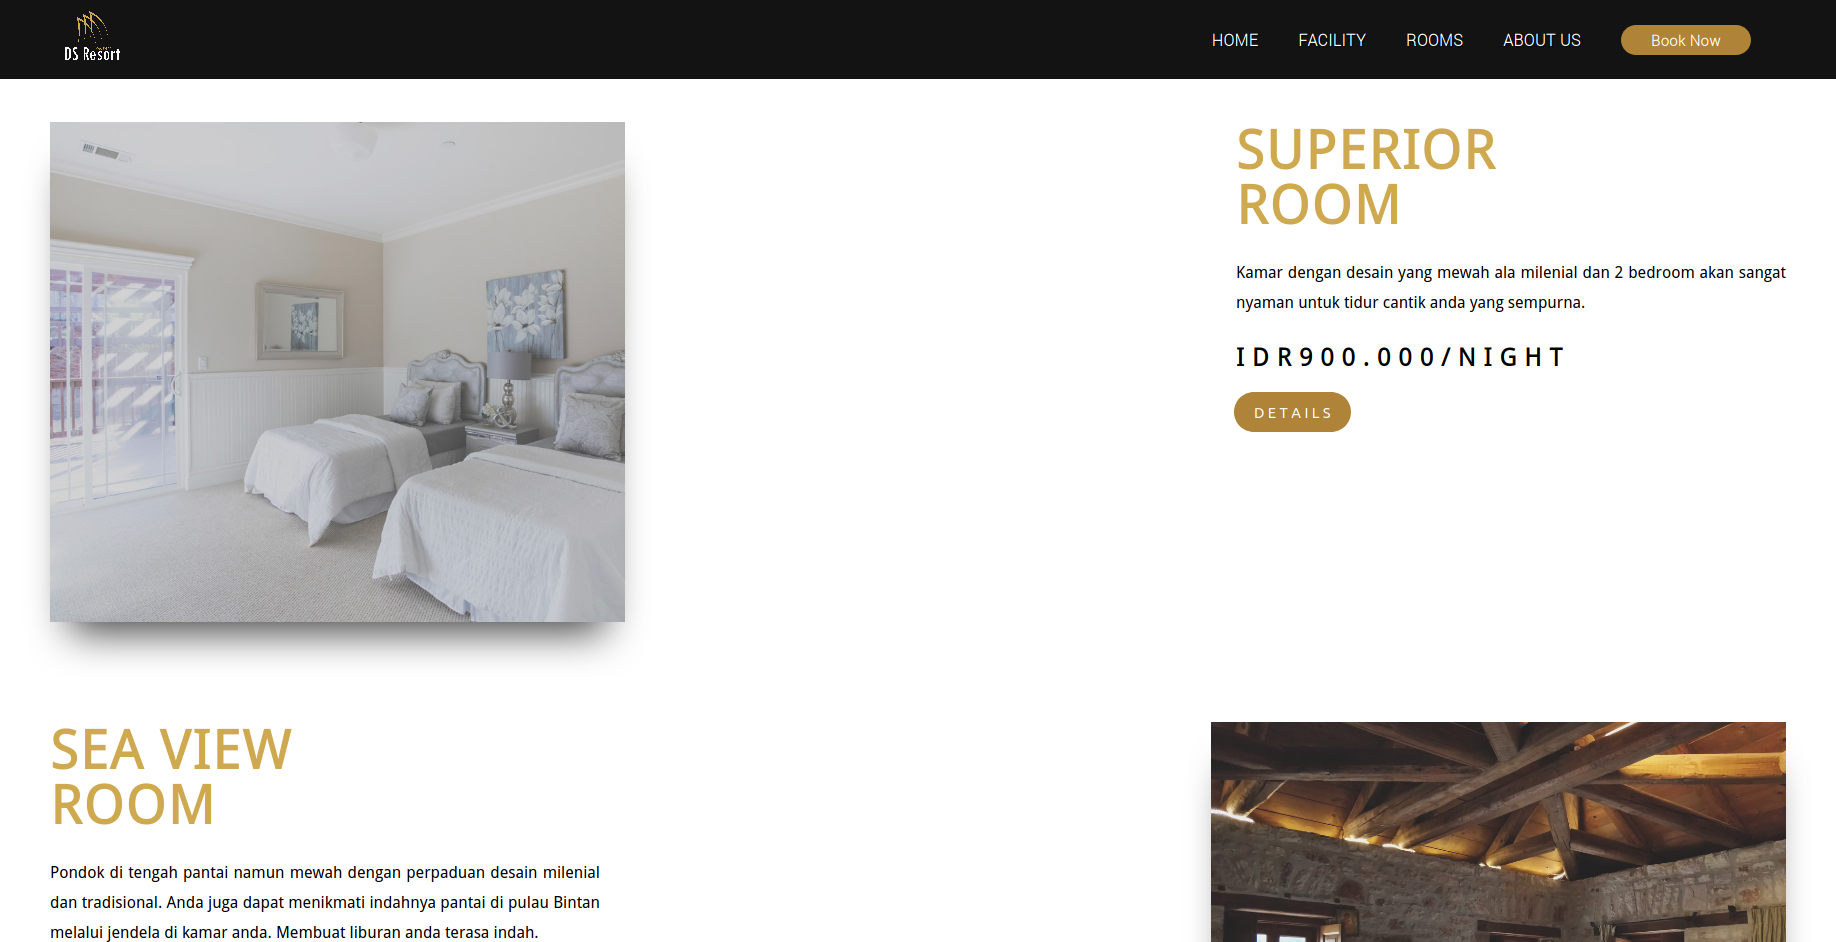 DS Resort
HOME FACILITY ROOMS ABOUT US Book Now
SUPERIOR
ROOM
Kamar dengan desain yang mewah ala milenial dan 2 bedroom akan sangat
nyaman untuk tidur cantik anda yang sempurna.
IDR900.000/NIGHT
DETAILS
SEA VIEW
ROOM
Pondok di tengah pantai namun mewah dengan perpaduan desain milenial
dan tradisional. Anda juga dapat menikmati indahnya pantai di pulau Bintan
melalui jendela di kamar anda. Membuat liburan anda terasa indah.